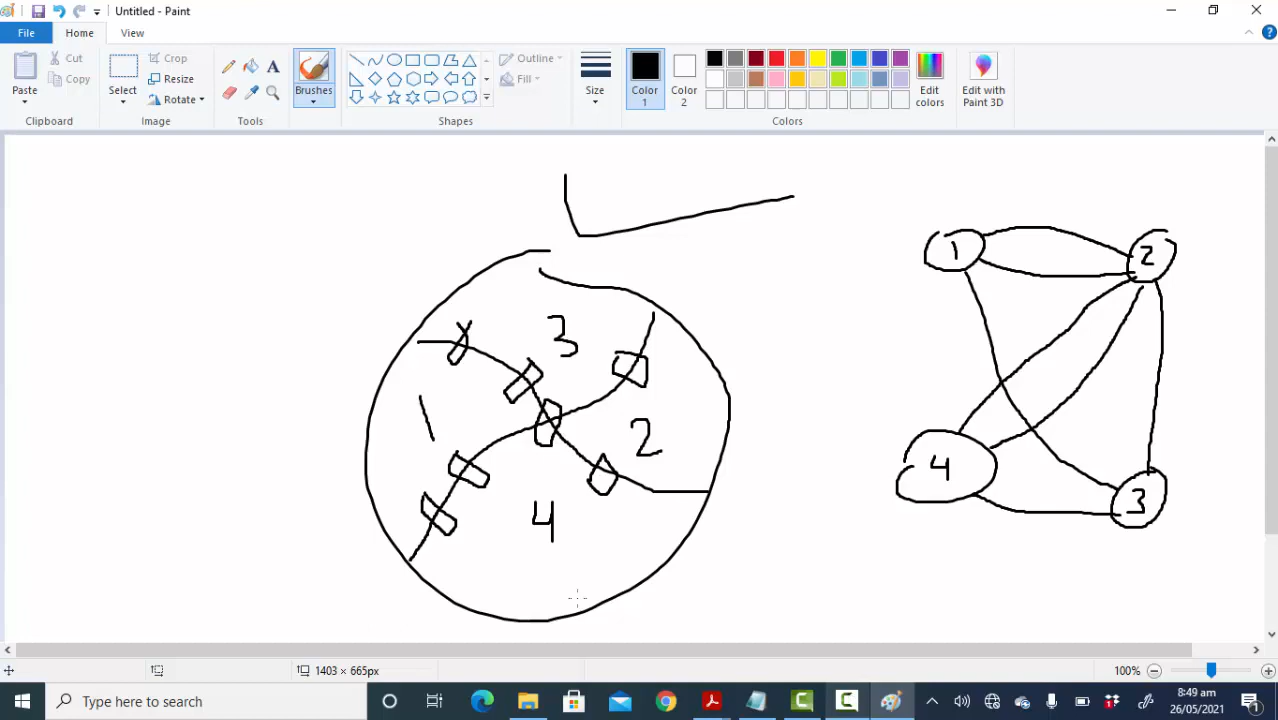 Untitled - Paint
File
Home
View
Paste
Cut
Copy
Clipboard
Select
Crop
Resize
Rotate
Image
A
Tools
Brushes
Outline
Fill
Shapes
Size
Color 1
Color 2
Edit colors
Edit with Paint 3D
Colors
3
1
2
4
1
2
4
3
1403 × 665px
100%
Type here to search
8:49 am
26/05/2021
1